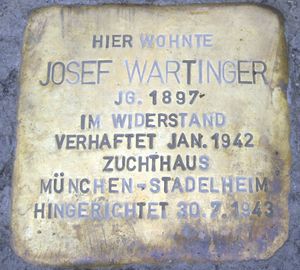 HIER WOHNTE
JOSEF WARTINGER
JG. 1897
IM WIDERSTAND
VERHAFTET JAN. 1942
ZUCHTHAUS
MÜNCHEN-STADELHEIM
HINGERICHTET 30.7.1943